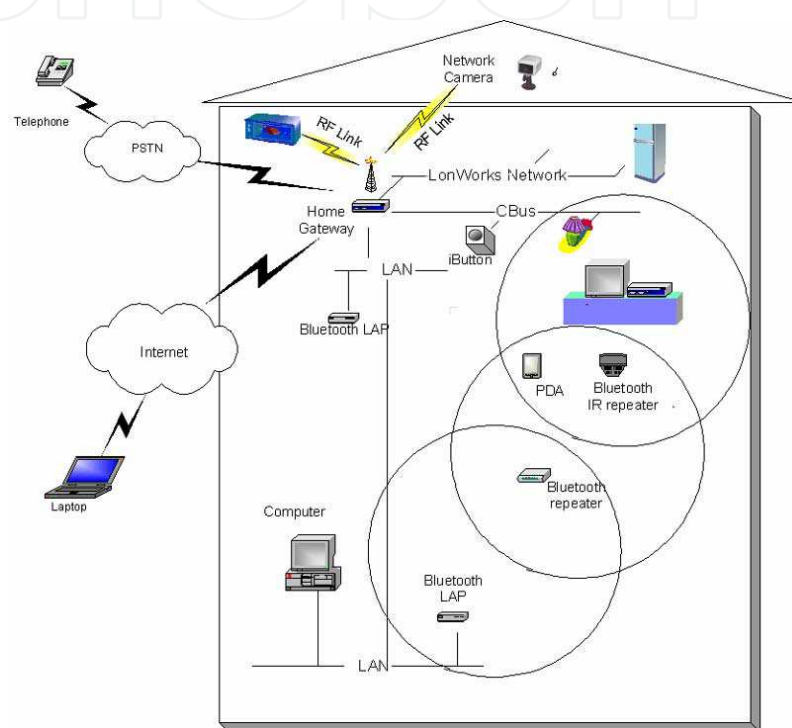 Network
Camera
Telephone
PSTN
RF Link
RF Link
LonWorks Network
Home
Gateway
CBus
iButton
LAN
Bluetooth LAP
Internet
PDA
Bluetooth
IR repeater
Laptop
Bluetooth
repeater
Computer
Bluetooth
LAP
LAN